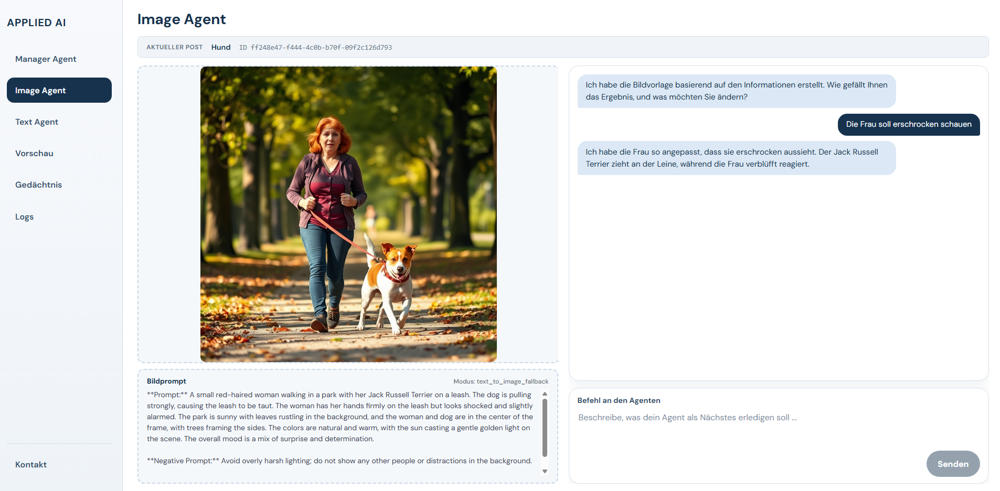 APPLIED AI
Manager Agent
Image Agent
Text Agent
Vorschau
Gedächtnis
Logs
Kontakt
Image Agent
AKTUELLER POST Hund ID ff248e47-f444-4c0b-b70f-09f2c126d793
Bildprompt
Modus: text_to_image_fallback
**Prompt:** A small red-haired woman walking in a park with her Jack Russell Terrier on a leash. The dog is pulling
strongly, causing the leash to be taut. The woman has her hands firmly on the leash but looks shocked and slightly
alarmed. The park is sunny with leaves rustling in the background, and the woman and dog are in the center of the
frame, with trees framing the sides. The colors are natural and warm, with the sun casting a gentle golden light on
the scene. The overall mood is a mix of surprise and determination.
**Negative Prompt:** Avoid overly harsh lighting; do not show any other people or distractions in the background.
Ich habe die Bildvorlage basierend auf den Informationen erstellt. Wie gefällt Ihnen
das Ergebnis, und was möchten Sie ändern?
Die Frau soll erschrocken schauen
Ich habe die Frau so angepasst, dass sie erschrocken aussieht. Der Jack Russell
Terrier zieht an der Leine, während die Frau verblüfft reagiert.
Befehl an den Agenten
Beschreibe, was dein Agent als Nächstes erledigen soll ...
Senden